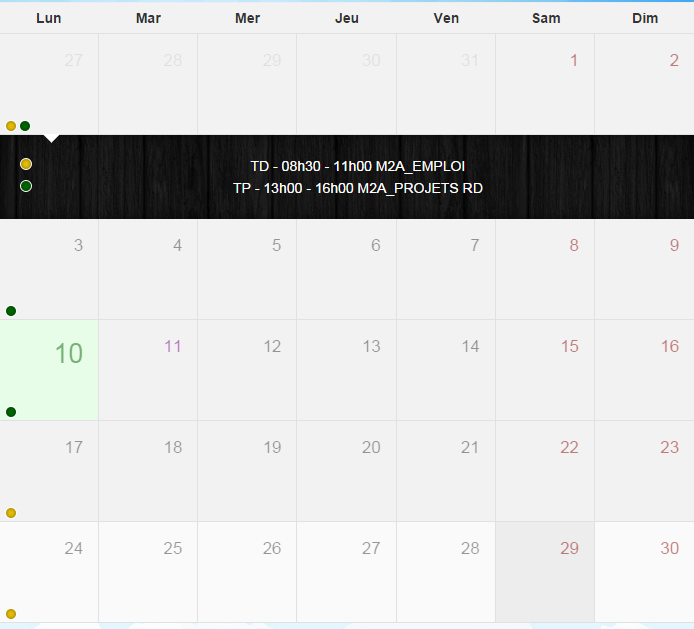 Lun Mar Mer Jeu Ven Sam Dim
27 28 29 30 31 1 2
TD - 08h30 - 11h00 M2A_EMPLOI
TP - 13h00 - 16h00 M2A_PROJETS RD
3 4 5 6 7 8 9
10 11 12 13 14 15 16
17 18 19 20 21 22 23
24 25 26 27 28 29 30